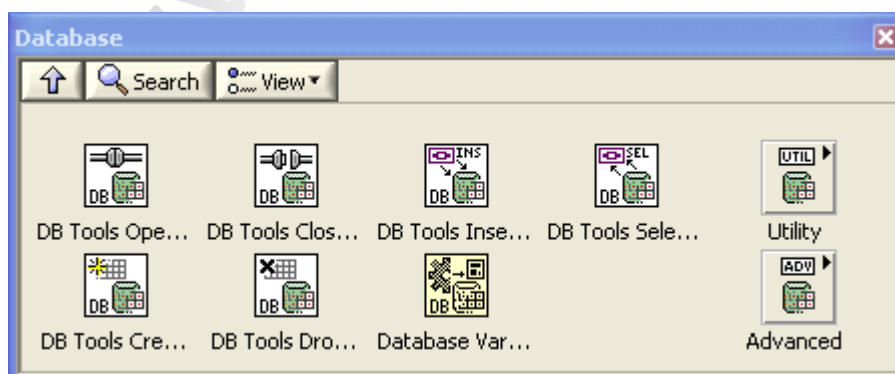 Database
Search View
INS SEL UTIL
DB DB DB DB
DB Tools Ope... DB Tools Clos... DB Tools Inse... DB Tools Sele... Utility
ADV
DB DB DB
DB Tools Cre... DB Tools Dro... Database Var... Advanced